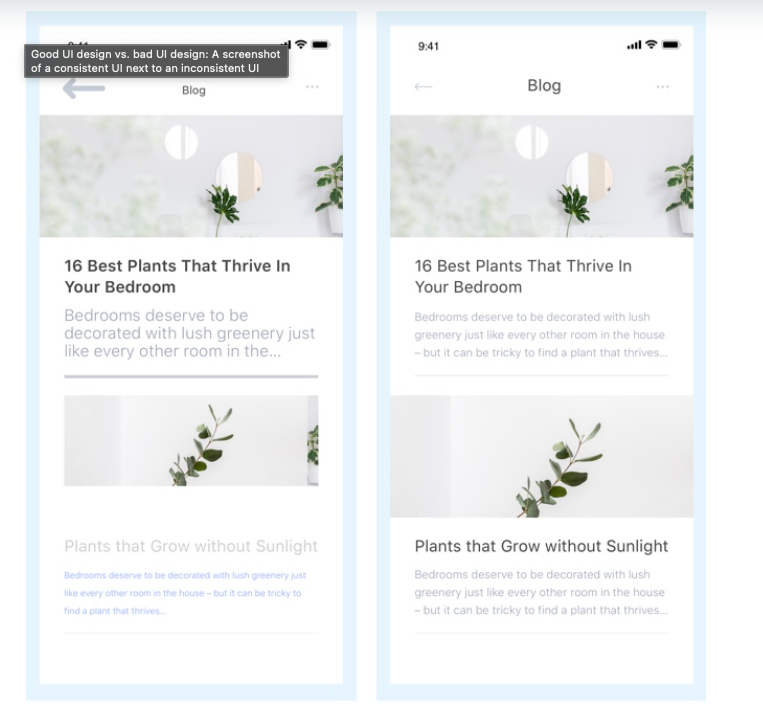 Good UI design vs. bad UI design: A screenshot
of a consistent UI next to an inconsistent UI
Blog
16 Best Plants That Thrive In
Your Bedroom
Bedrooms deserve to be
decorated with lush greenery just
like every other room in the...
Plants that Grow without Sunlight
Bedrooms deserve to be decorated with lush greenery just
like every other room in the house – but it can be tricky to
find a plant that thrives...
9:41
Blog
16 Best Plants That Thrive In
Your Bedroom
Bedrooms deserve to be decorated with lush
greenery just like every other room in the house
– but it can be tricky to find a plant that thrives...
Plants that Grow without Sunlight
Bedrooms deserve to be decorated with lush
greenery just like every other room in the house
– but it can be tricky to find a plant that thrives...